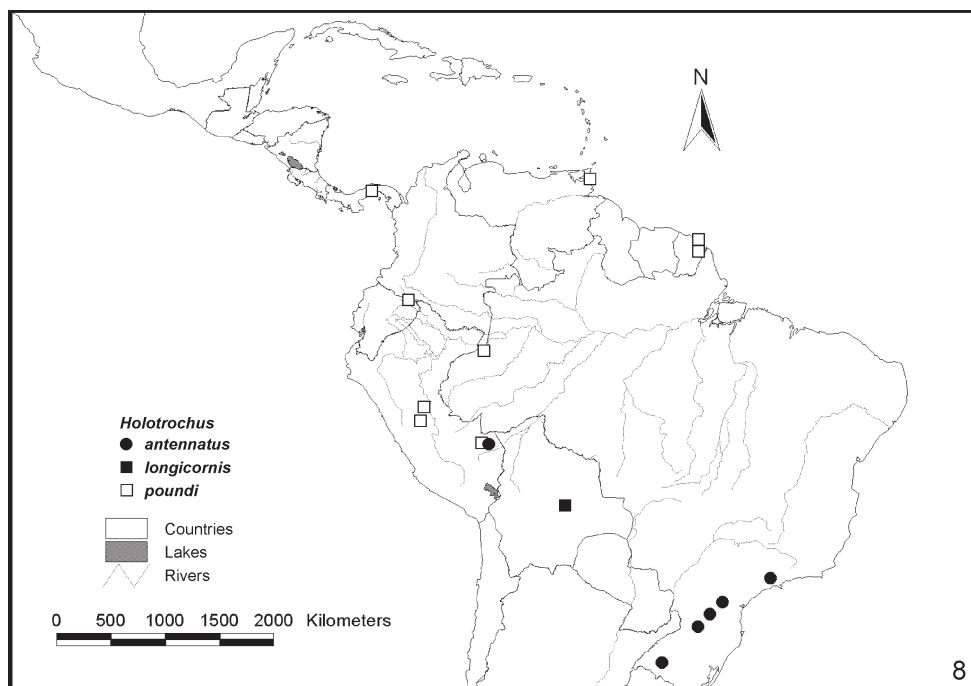 N
Holotrochus
antennatus
longicornis
poundi
Countries
Lakes
Rivers
0 500 1000 1500 2000 Kilometers
8